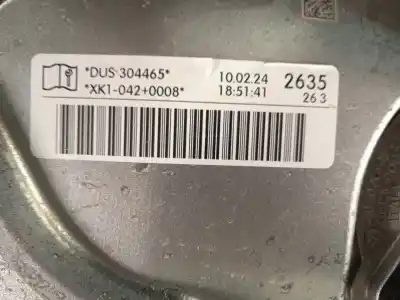 *DUS 304465* 10.02.24 2635
*XK1-042+0008* 18:51:41 26 3